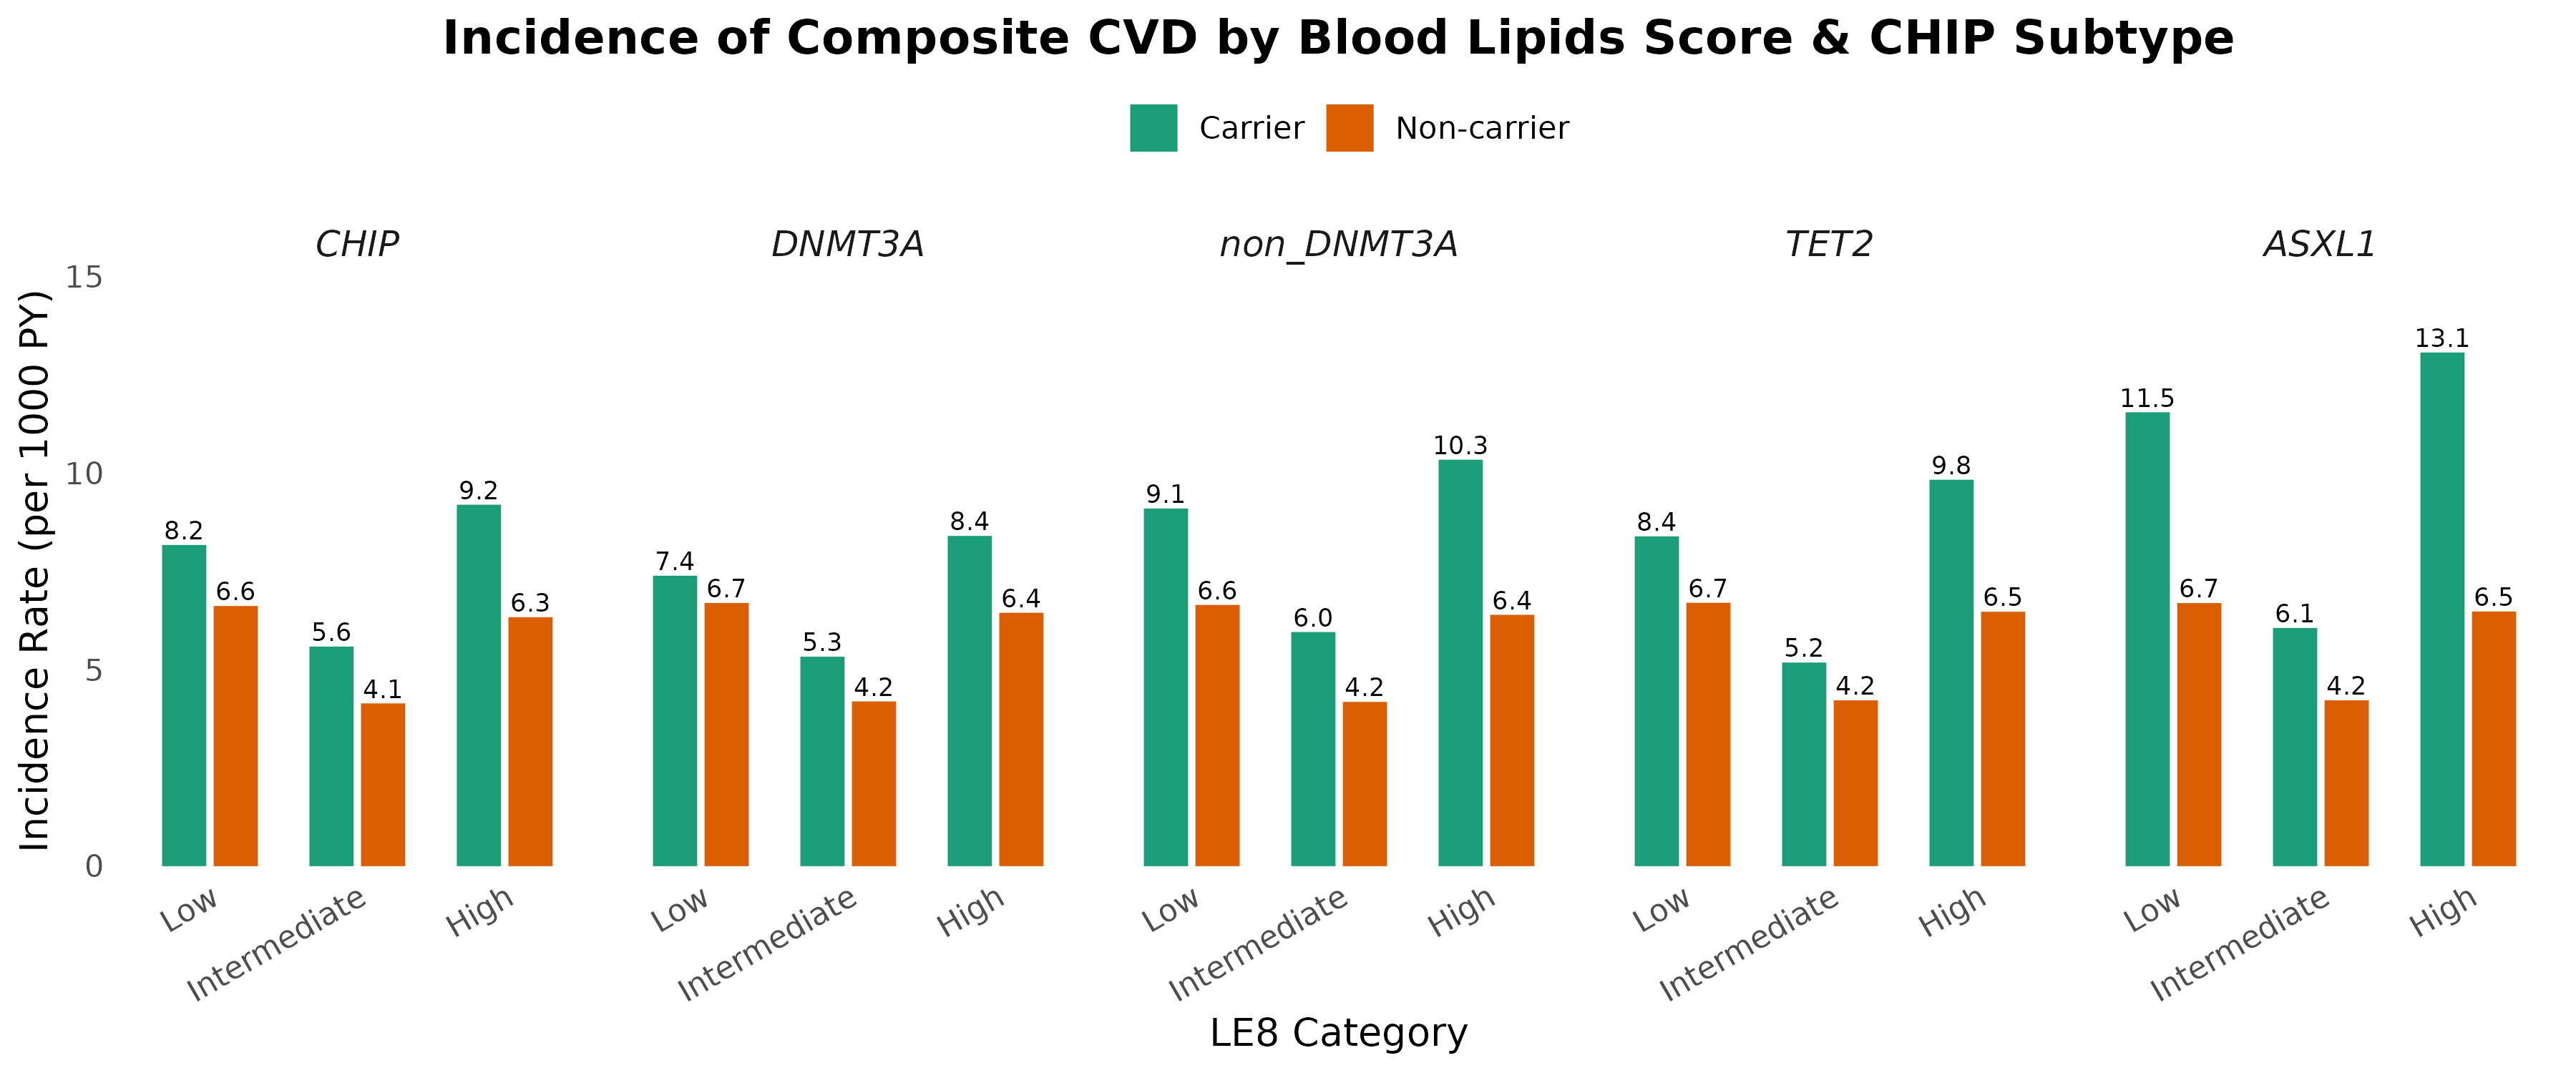 Incidence of Composite CVD by Blood Lipids Score & CHIP Subtype
Carrier
Non-carrier
CHIP
DNMT3A
non_DNMT3A
TET2
ASXL1
Incidence Rate (per 1000 PY)
15
10
5
0
8.2
6.6
5.6
4.1
9.2
6.3
7.4
6.7
5.3
4.2
8.4
6.4
9.1
6.6
6.0
4.2
10.3
6.4
8.4
6.7
5.2
4.2
9.8
6.5
11.5
6.7
6.1
4.2
13.1
6.5
Low
Intermediate
High
Low
Intermediate
High
Low
Intermediate
High
Low
Intermediate
High
Low
Intermediate
High
LE8 Category